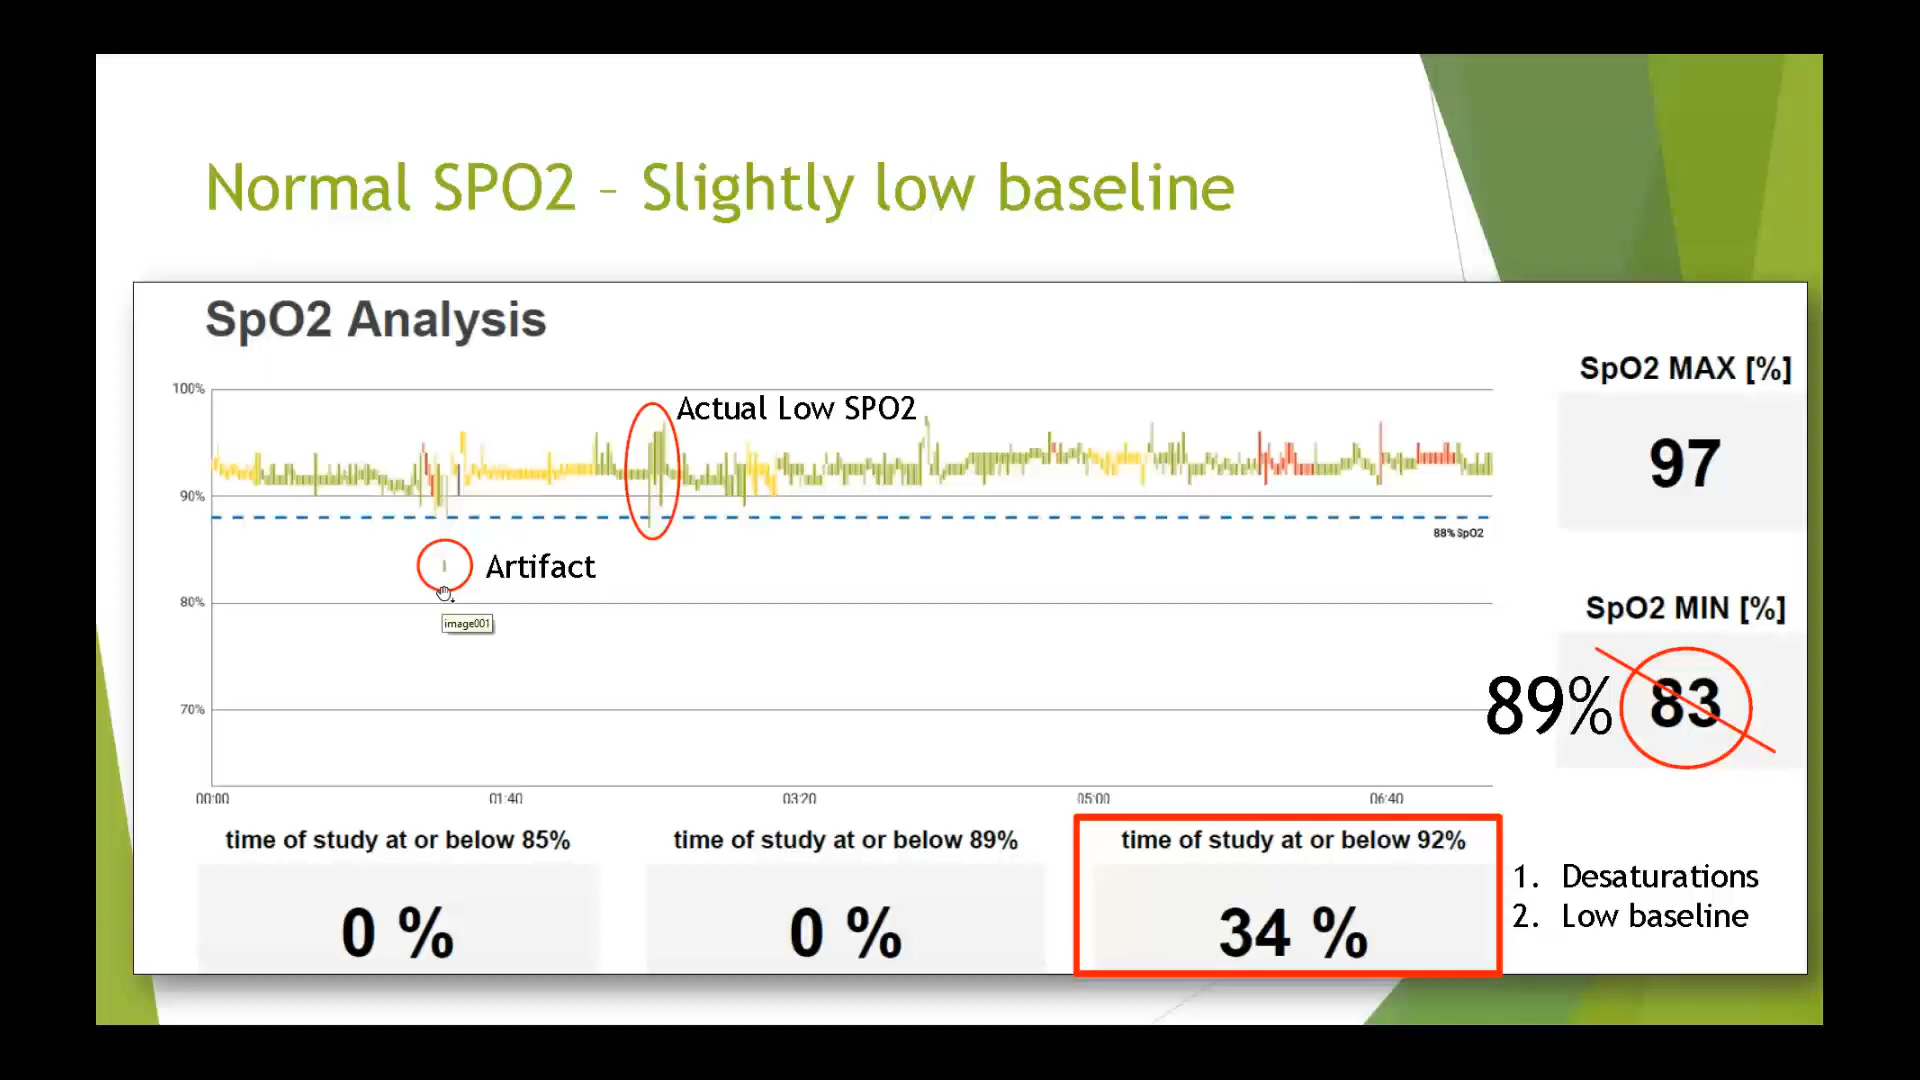 Normal SPO2 – Slightly low baseline
SpO2 Analysis
SpO2 MAX [%]
97
100%
Actual Low SPO2
90%
88% SpO2
Artifact
80%
image001
SpO2 MIN [%]
89%
83
70%
00:00
01:40
03:20
05:00
06:40
time of study at or below 85%
0 %
time of study at or below 89%
0 %
time of study at or below 92%
34 %
1. Desaturations
2. Low baseline